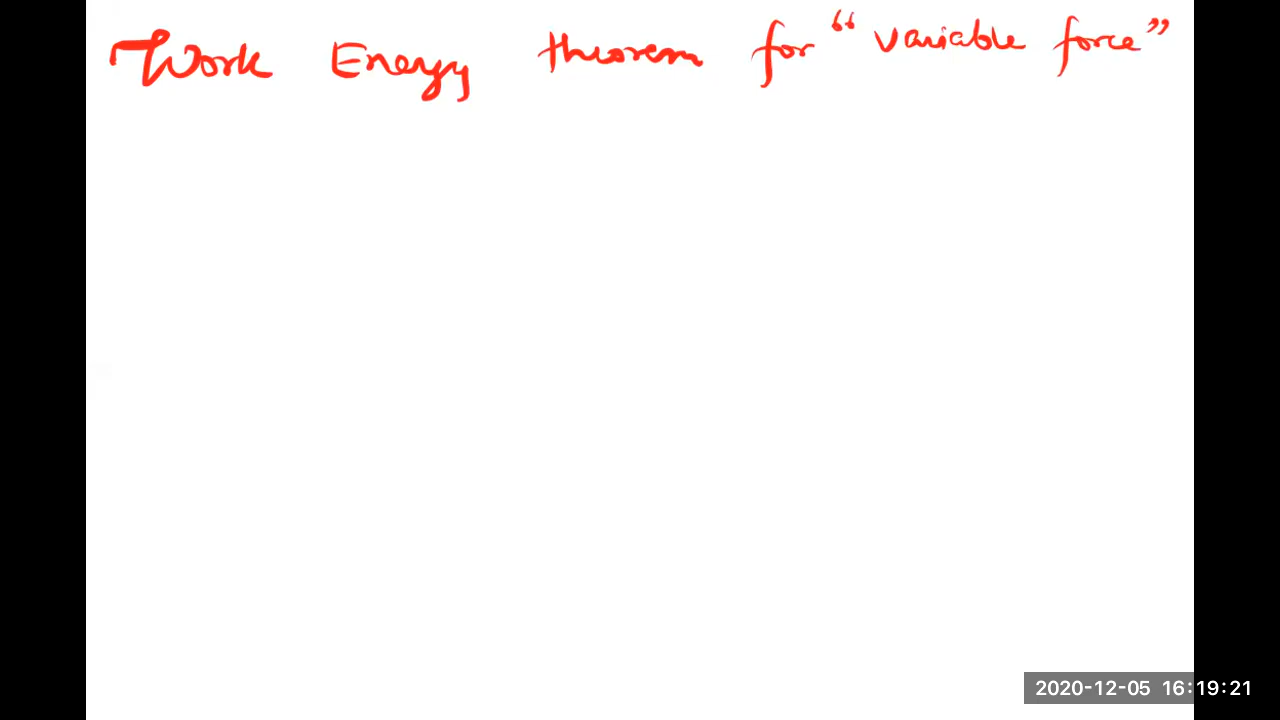 Work Energy theorem for “variable force”
2020-12-05 16:19:21